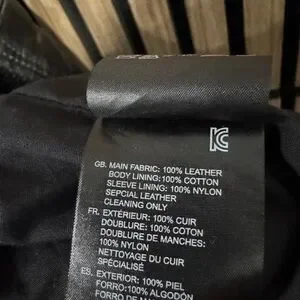 KC
GB. MAIN FABRIC: 100% LEATHER
BODY LINING: 100% COTTON
SLEEVE LINING: 100% NYLON
SEPCIAL LEATHER
CLEANING ONLY
FR. EXTÉRIEUR: 100% CUIR
DOUBLURE: 100% COTON
DOUBLURE DE MANCHES:
100% NYLON
NETTOYAGE DU CUIR
SPÉCIALISÉ
ES. EXTERIOR: 100% PIEL
FORRO:100% ALGODÓN
FORRO DE